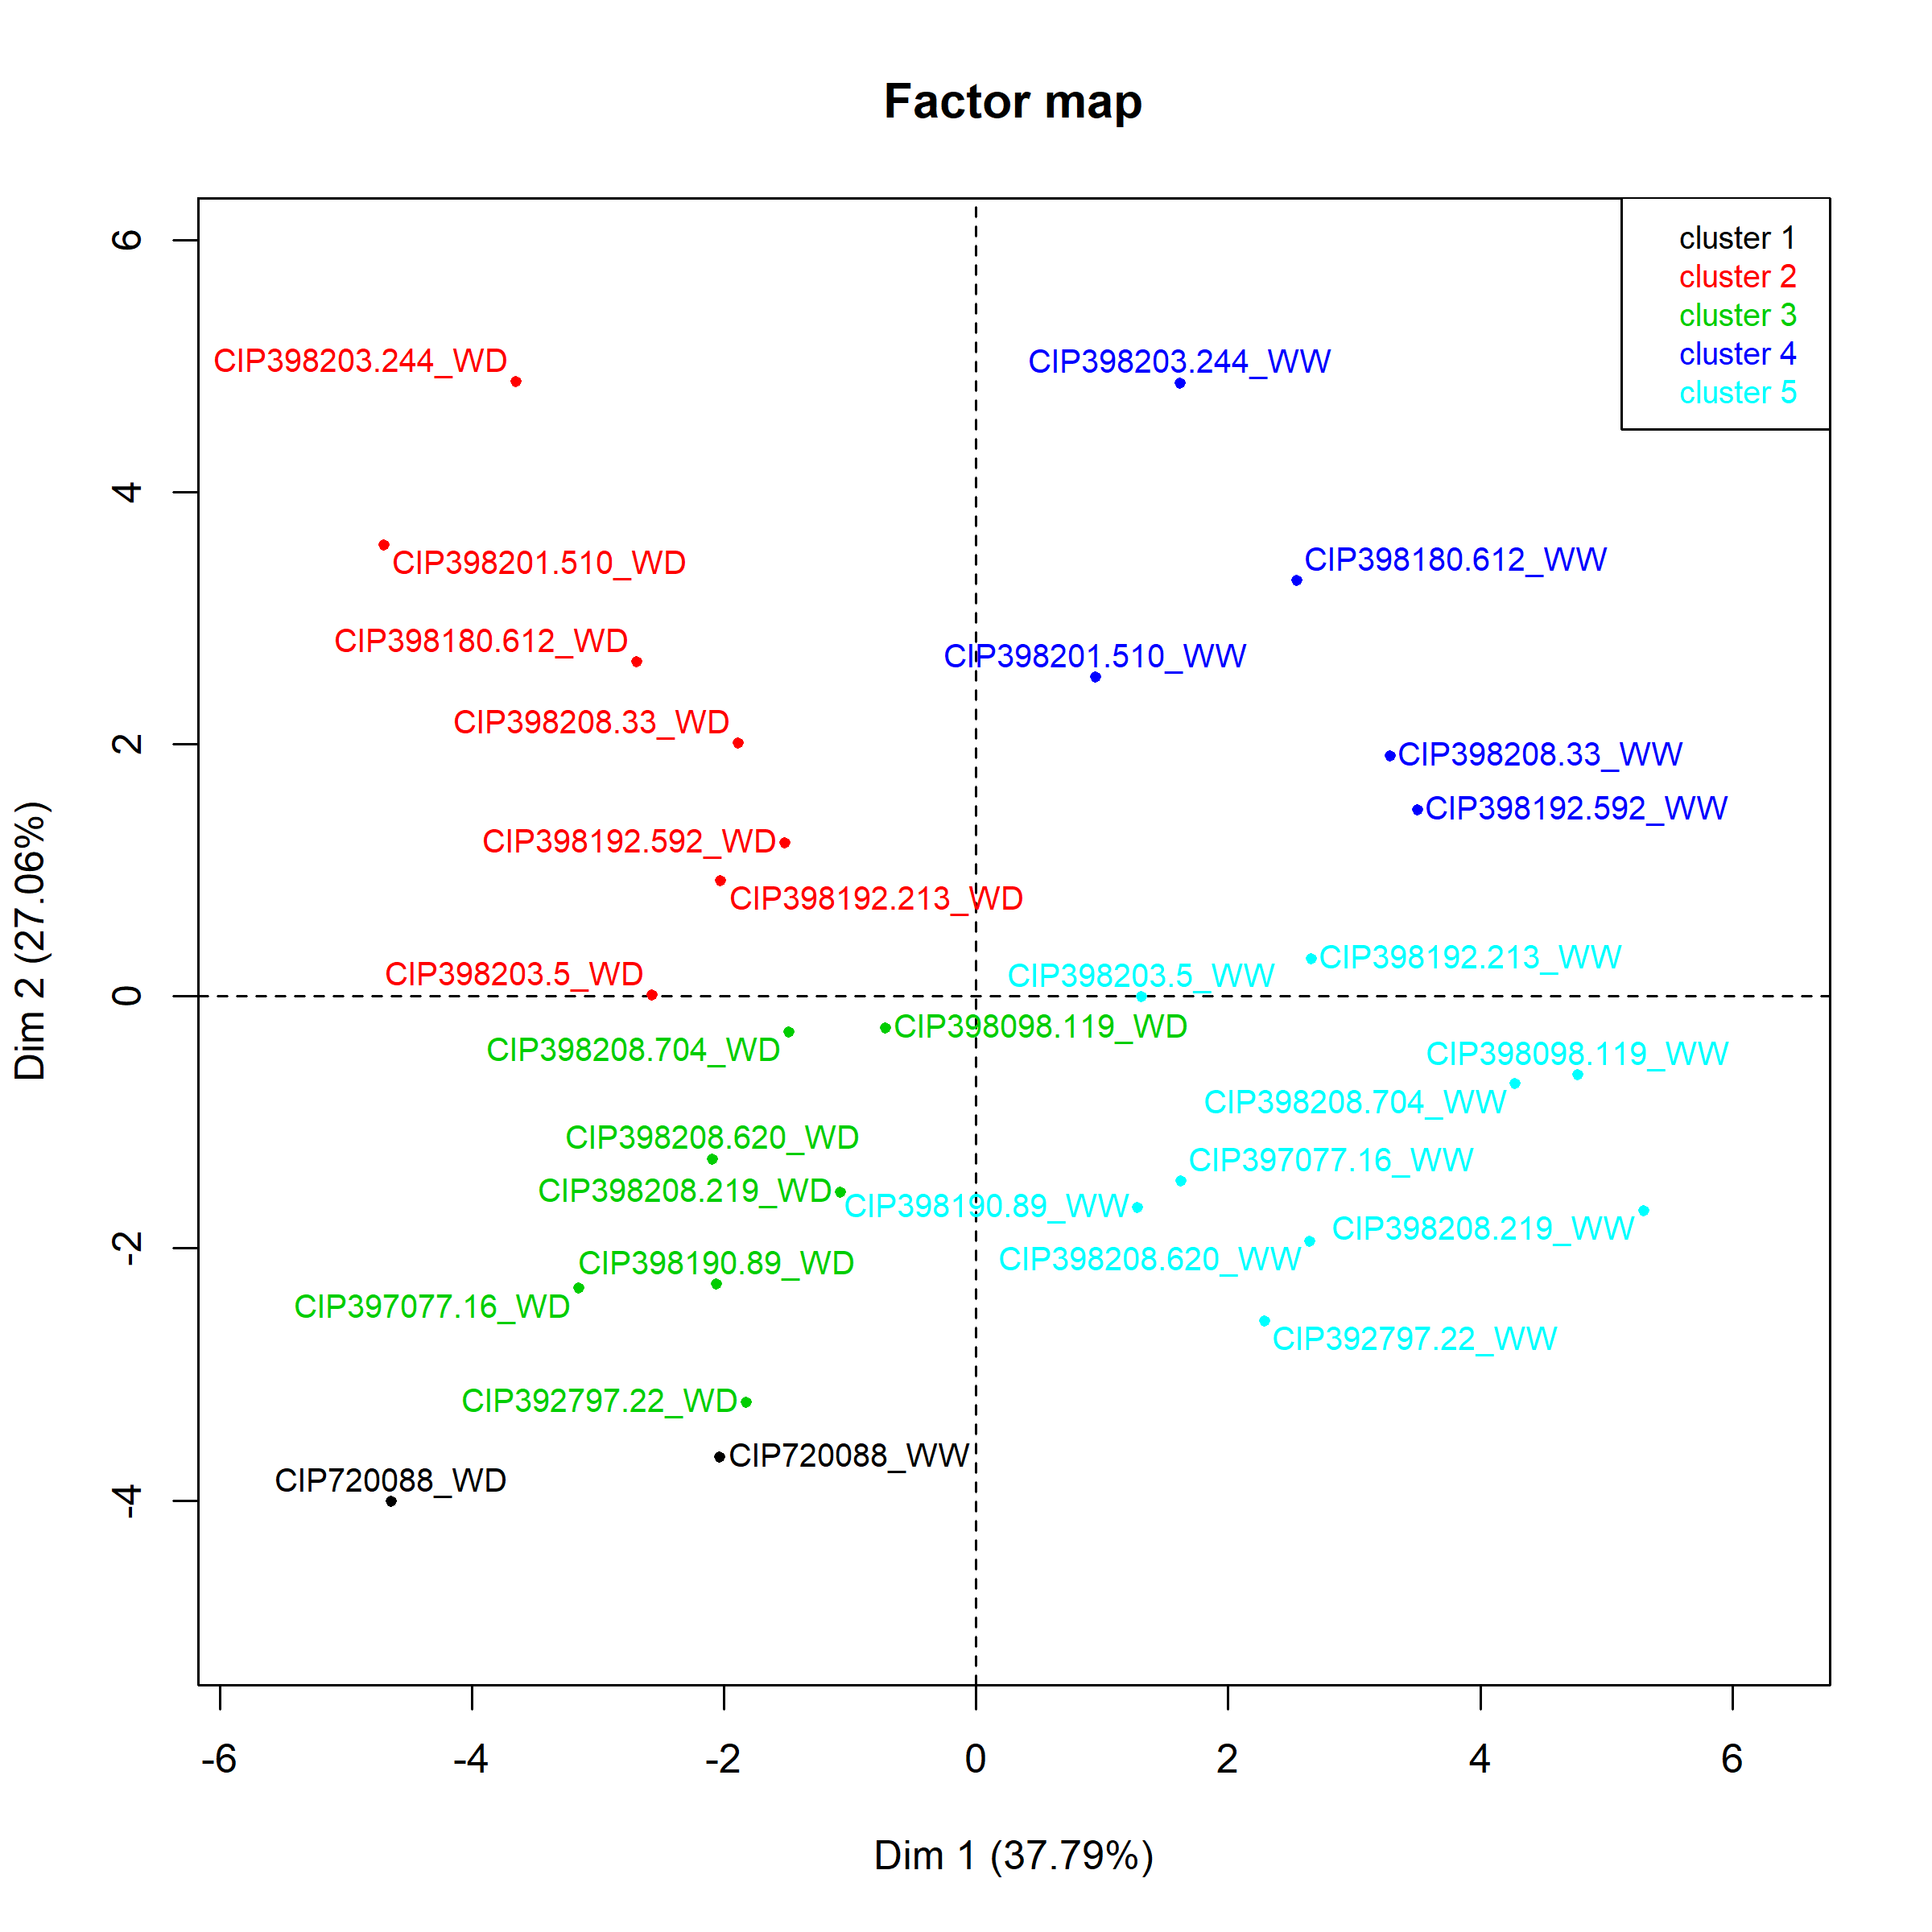 Factor map
cluster 1
cluster 2
cluster 3
cluster 4
cluster 5
6
4
2
0
-2
-4
Dim 2 (27.06%)
CIP398203.244_WD
CIP398203.244_WW
CIP398201.510_WD
CIP398180.612_WW
CIP398180.612_WD
CIP398201.510_WW
CIP398208.33_WD
CIP398208.33_WW
CIP398192.592_WW
CIP398192.592_WD
CIP398192.213_WD
CIP398192.213_WW
CIP398203.5_WD
CIP398203.5_WW
CIP398098.119_WD
CIP398208.704_WD
CIP398098.119_WW
CIP398208.704_WW
CIP398208.620_WD
CIP397077.16_WW
CIP398208.219_WD
CIP398190.89_WW
CIP398208.219_WW
CIP398208.620_WW
CIP398190.89_WD
CIP397077.16_WD
CIP392797.22_WW
CIP392797.22_WD
CIP720088_WW
CIP720088_WD
-6 -4 -2 0 2 4 6
Dim 1 (37.79%)